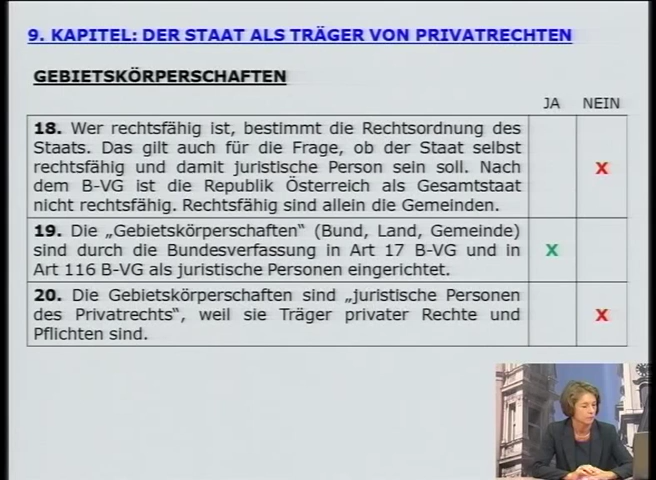 9. KAPITEL: DER STAAT ALS TRÄGER VON PRIVATRECHTEN
GEBIETSKÖRPERSCHAFTEN
JA NEIN
18. Wer rechtsfähig ist, bestimmt die Rechtsordnung des
Staats. Das gilt auch für die Frage, ob der Staat selbst
rechtsfähig und damit juristische Person sein soll. Nach
dem B-VG ist die Republik Österreich als Gesamtstaat
nicht rechtsfähig. Rechtsfähig sind allein die Gemeinden.
X
19. Die „Gebietskörperschaften“ (Bund, Land, Gemeinde)
sind durch die Bundesverfassung in Art 17 B-VG und in
Art 116 B-VG als juristische Personen eingerichtet.
X
20. Die Gebietskörperschaften sind „juristische Personen
des Privatrechts“, weil sie Träger privater Rechte und
Pflichten sind.
X